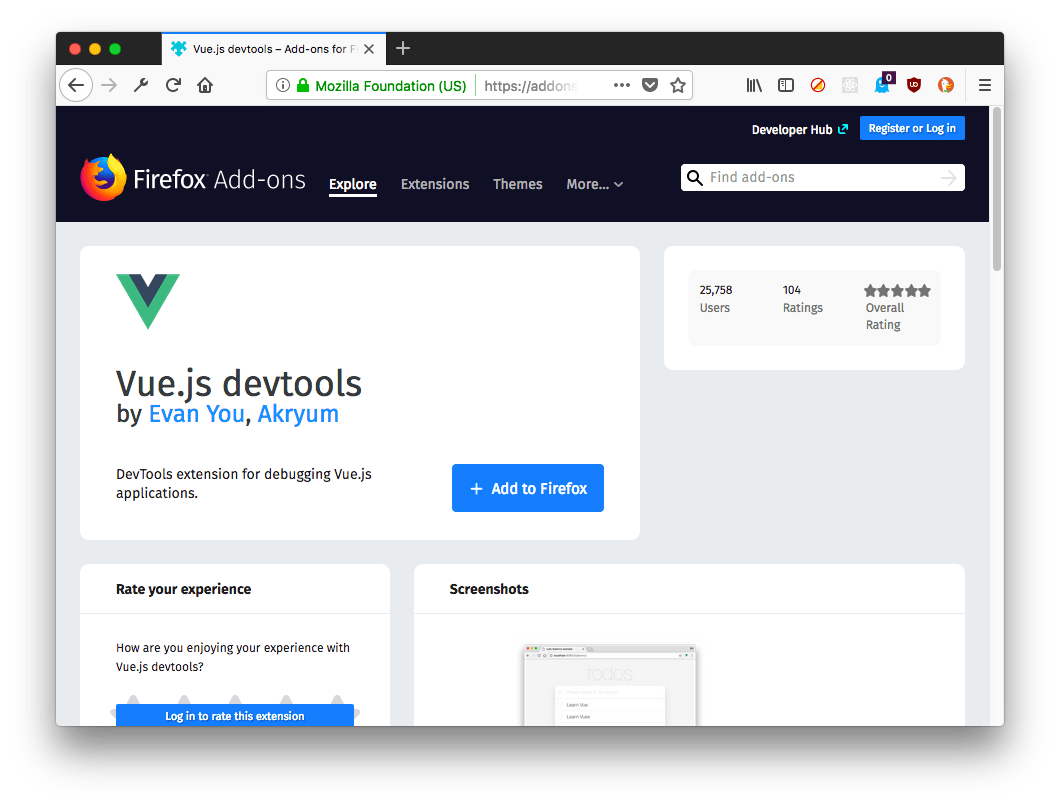 Vue.js devtools – Add-ons for F
Mozilla Foundation (US)
https://addons
0
Developer Hub
Register or Log in
Firefox Add-ons
Explore
Extensions
Themes
More...
Find add-ons
Vue.js devtools
by Evan You, Akryum
DevTools extension for debugging Vue.js
applications.
Add to Firefox
25,758
Users
104
Ratings
Overall
Rating
Rate your experience
How are you enjoying your experience with
Vue.js devtools?
Log in to rate this extension
Screenshots
todos
Learn Vue
Learn Vuex